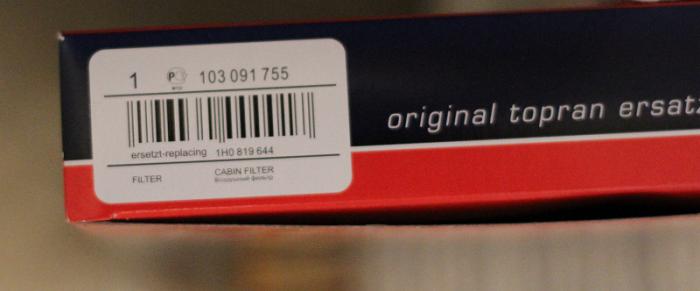 1 103 091 755
original topran ersatz
ersetzt-replacing 1H0 819 644
FILTER CABIN FILTER
Воздушный фильтр